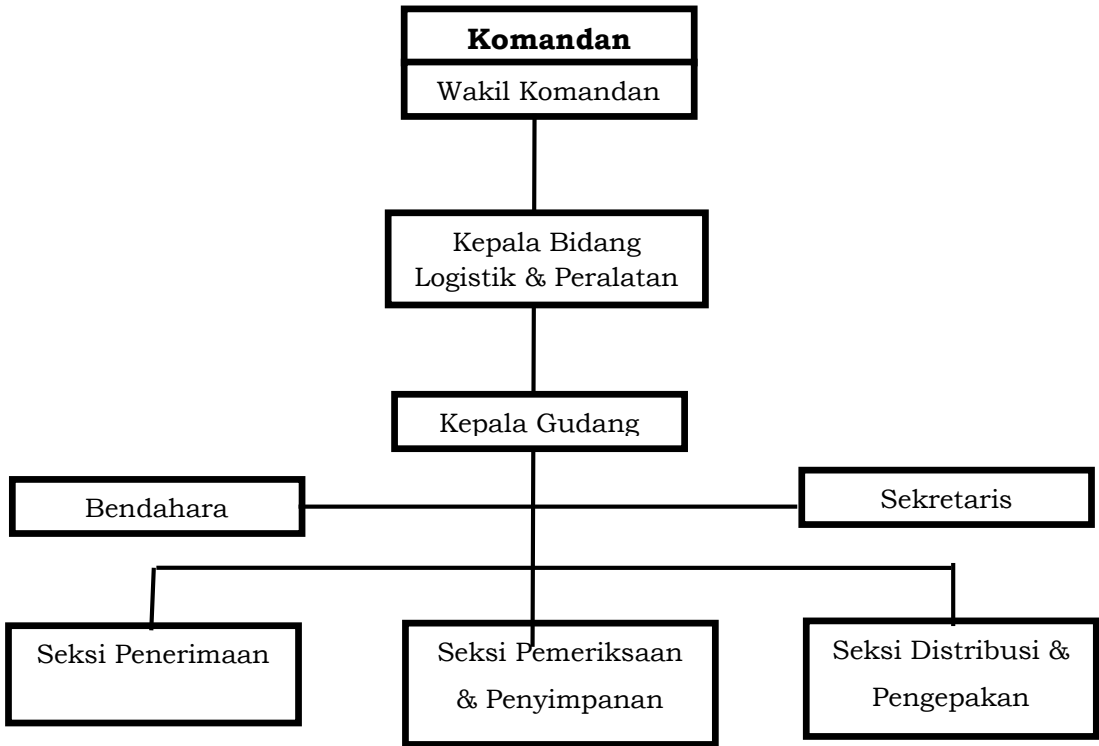 Komandan
Wakil Komandan
Kepala Bidang
Logistik & Peralatan
Kepala Gudang
Bendahara
Sekretaris
Seksi Penerimaan
Seksi Pemeriksaan
& Penyimpanan
Seksi Distribusi &
Pengepakan